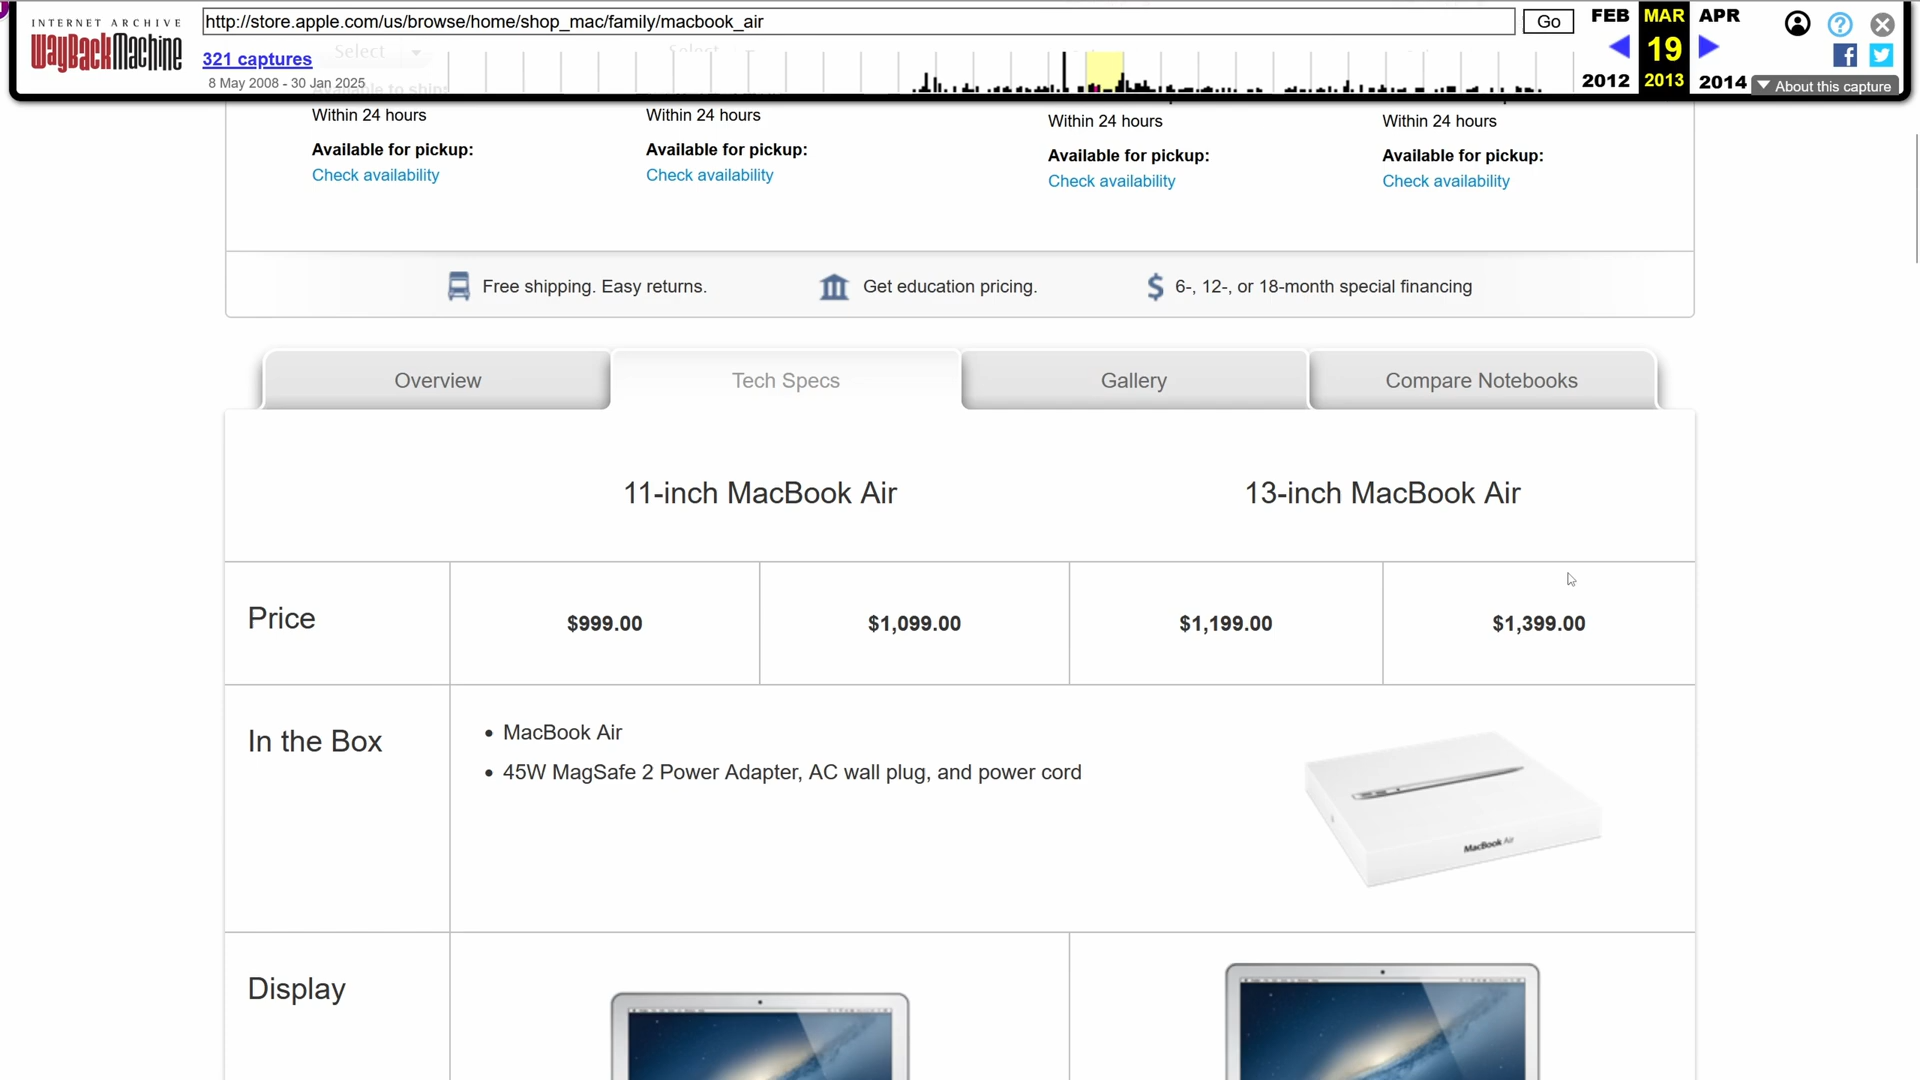 INTERNET ARCHIVE
WayBackMachine
http://store.apple.com/us/browse/home/shop_mac/family/macbook_air
Go
FEB MAR APR
321 captures
19
8 May 2008 - 30 Jan 2025
2012 2013 2014
About this capture
Select
Select
Available to ship:
Within 24 hours
Within 24 hours
Within 24 hours
Within 24 hours
Available for pickup:
Available for pickup:
Available for pickup:
Available for pickup:
Check availability
Check availability
Check availability
Check availability
Free shipping. Easy returns.
Get education pricing.
6-, 12-, or 18-month special financing
Overview
Tech Specs
Gallery
Compare Notebooks
11-inch MacBook Air
13-inch MacBook Air
Price
$999.00
$1,099.00
$1,199.00
$1,399.00
In the Box
• MacBook Air
• 45W MagSafe 2 Power Adapter, AC wall plug, and power cord
MacBook Air
Display